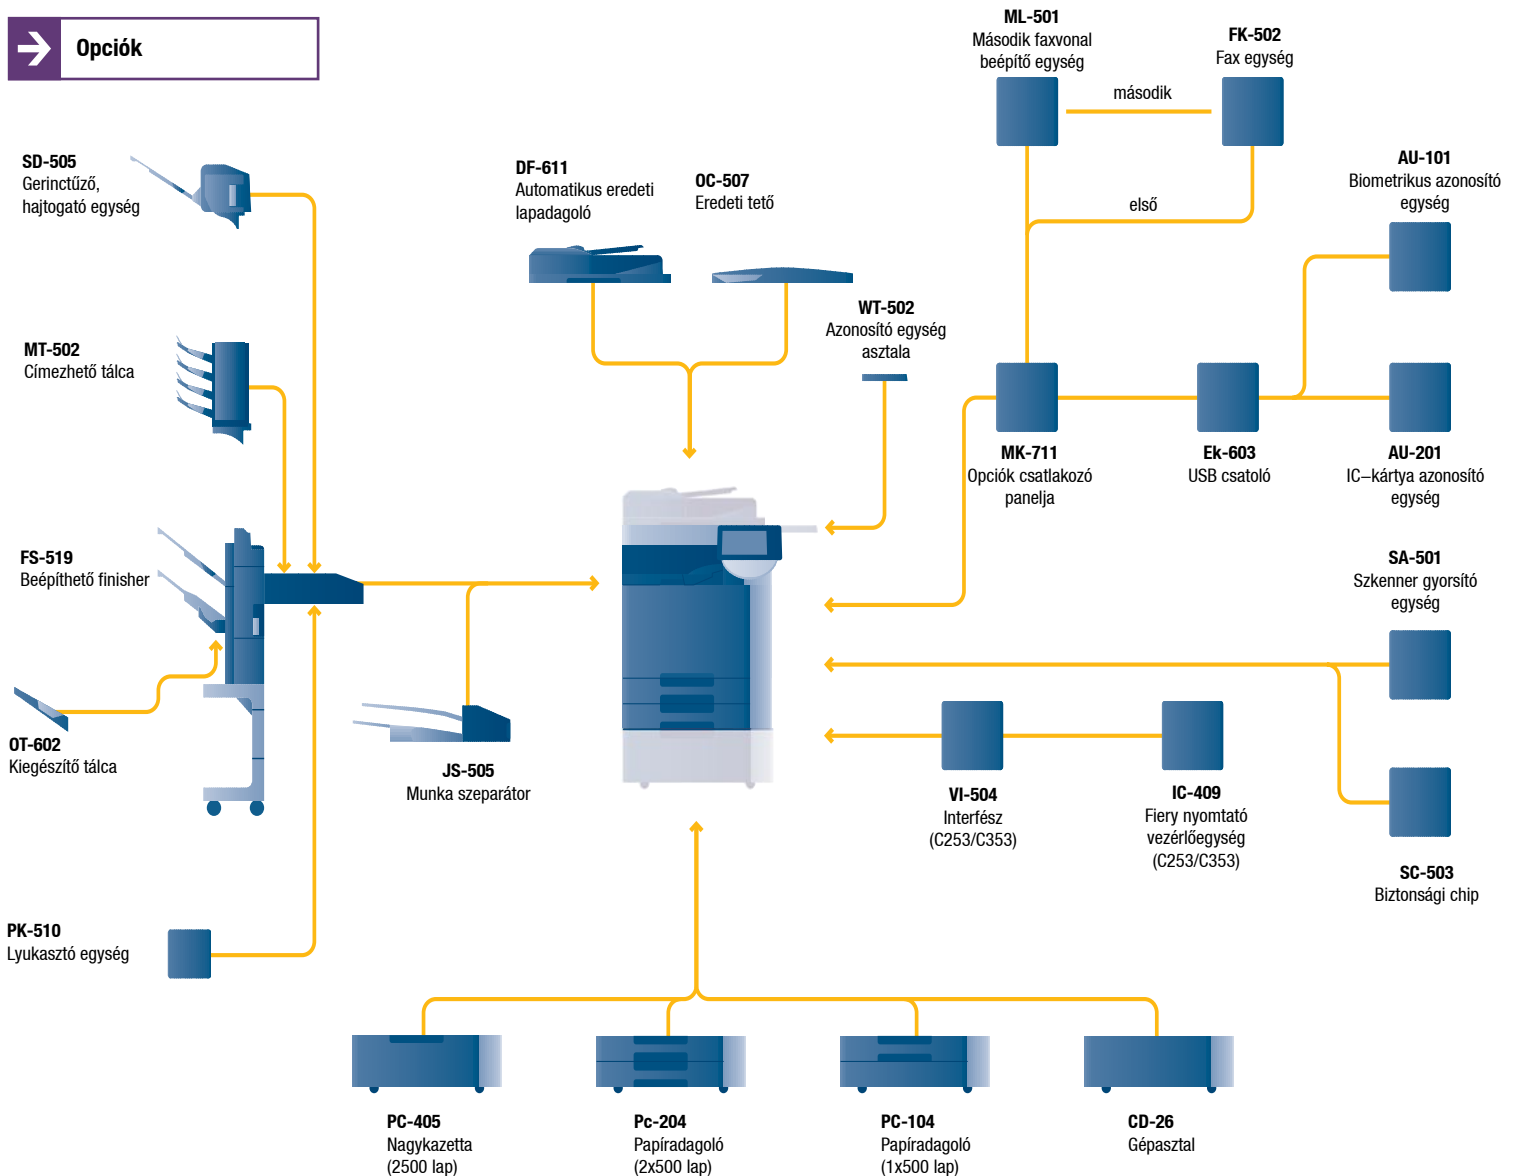 Opciók
ML-501
Második faxvonal
beépítő egység
FK-502
Fax egység
második
első
SD-505
Gerinctűző,
hajtogató egység
DF-611
Automatikus eredeti
lapadagoló
OC-507
Eredeti tető
AU-101
Biometrikus azonosító
egység
WT-502
Azonosító egység
asztala
MT-502
Címezhető tálca
MK-711
Opciók csatlakozó
panelja
Ek-603
USB csatoló
AU-201
IC–kártya azonosító
egység
FS-519
Beépíthető finisher
SA-501
Szkenner gyorsító
egység
OT-602
Kiegészítő tálca
JS-505
Munka szeparátor
VI-504
Interfész
(C253/C353)
IC-409
Fiery nyomtató
vezérlőegység
(C253/C353)
SC-503
Biztonsági chip
PK-510
Lyukasztó egység
PC-405
Nagykazetta
(2500 lap)
Pc-204
Papíradagoló
(2x500 lap)
PC-104
Papíradagoló
(1x500 lap)
CD-26
Gépasztal